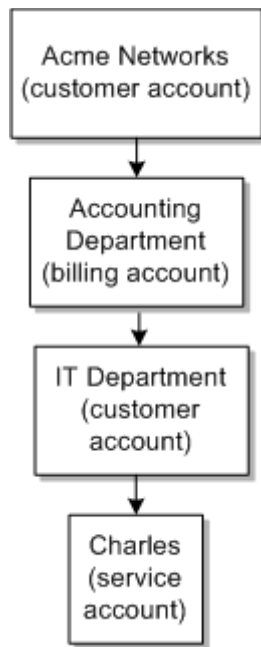 Acme Networks
(customer account)
Accounting
Department
(billing account)
IT Department
(customer
account)
Charles
(service
account)